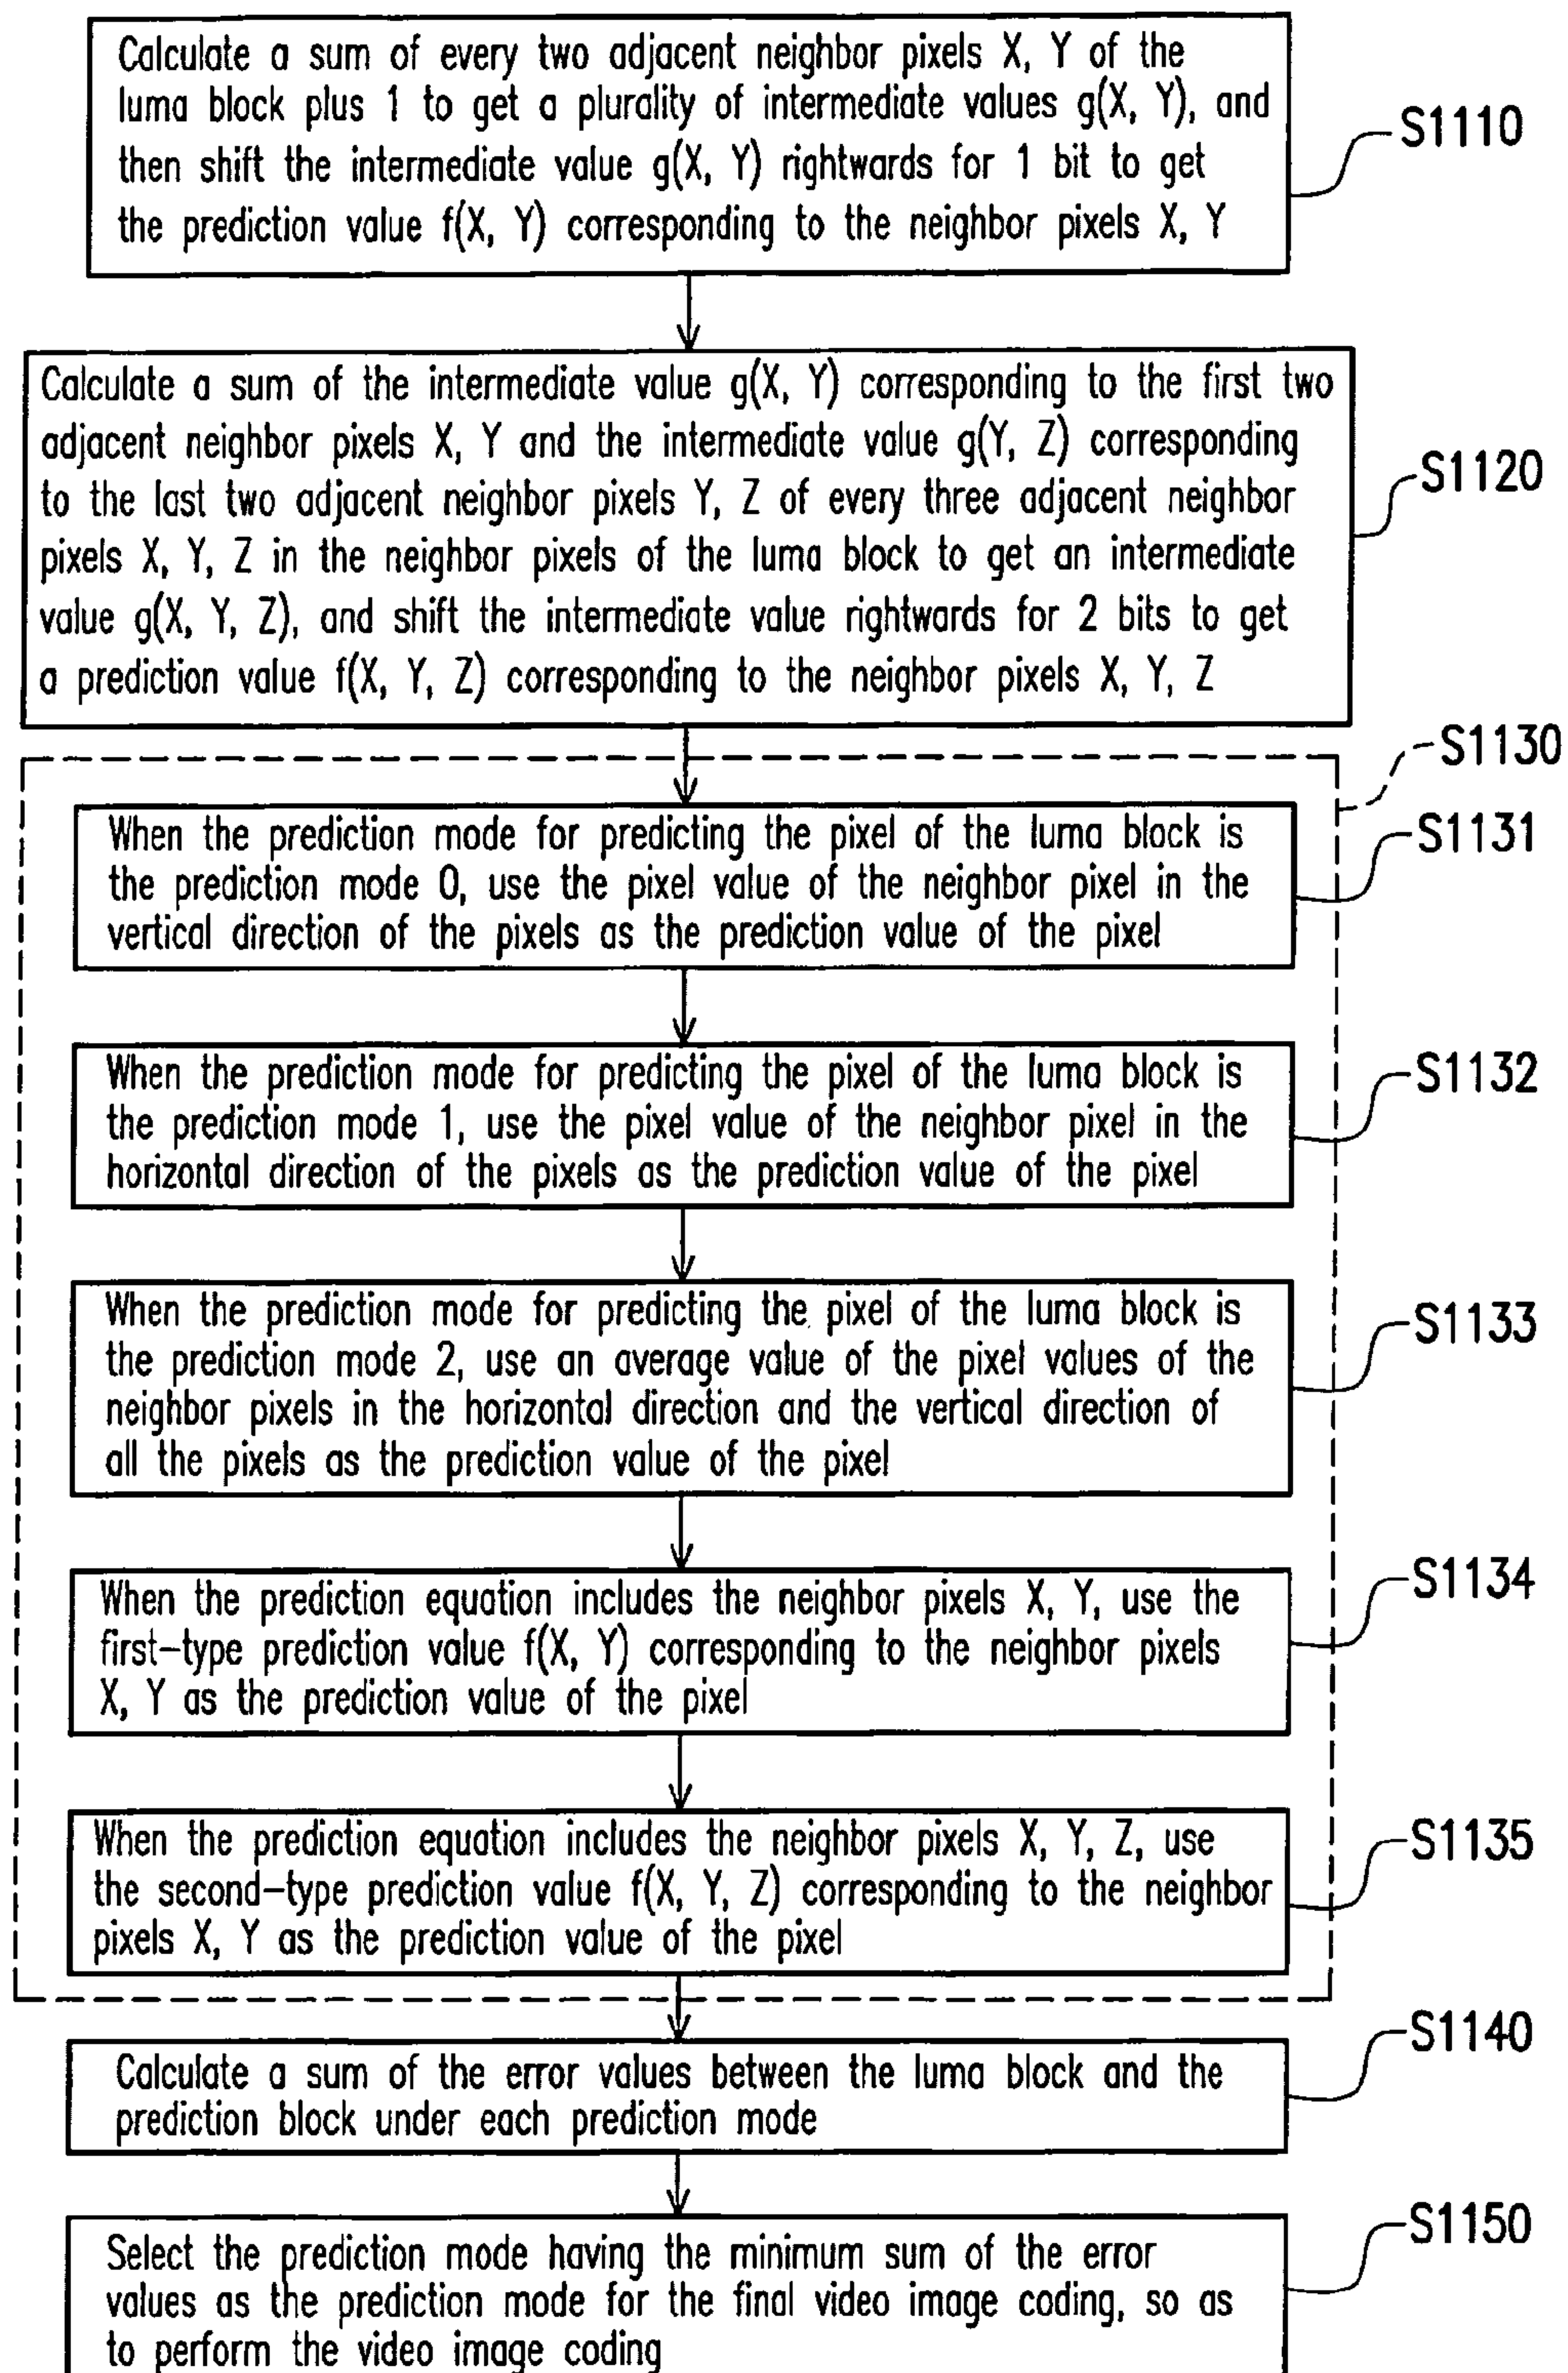 Calculate a sum of every two adjacent neighbor pixels X, Y of the
luma block plus 1 to get a plurality of intermediate values g(X, Y), and
then shift the intermediate value g(X, Y) rightwards for 1 bit to get
the prediction value f(X, Y) corresponding to the neighbor pixels X, Y
S1110
Calculate a sum of the intermediate value g(X, Y) corresponding to the first two
adjacent neighbor pixels X, Y and the intermediate value g(Y, Z) corresponding
to the last two adjacent neighbor pixels Y, Z of every three adjacent neighbor
pixels X, Y, Z in the neighbor pixels of the luma block to get an intermediate
value g(X, Y, Z), and shift the intermediate value rightwards for 2 bits to get
a prediction value f(X, Y, Z) corresponding to the neighbor pixels X, Y, Z
S1120
S1130
When the prediction mode for predicting the pixel of the luma block is
the prediction mode 0, use the pixel value of the neighbor pixel in the
vertical direction of the pixels as the prediction value of the pixel
S1131
When the prediction mode for predicting the pixel of the luma block is
the prediction mode 1, use the pixel value of the neighbor pixel in the
horizontal direction of the pixels as the prediction value of the pixel
S1132
When the prediction mode for predicting the pixel of the luma block is
the prediction mode 2, use an average value of the pixel values of the
neighbor pixels in the horizontal direction and the vertical direction of
all the pixels as the prediction value of the pixel
S1133
When the prediction equation includes the neighbor pixels X, Y, use the
first-type prediction value f(X, Y) corresponding to the neighbor pixels
X, Y as the prediction value of the pixel
S1134
When the prediction equation includes the neighbor pixels X, Y, Z, use
the second-type prediction value f(X, Y, Z) corresponding to the neighbor
pixels X, Y as the prediction value of the pixel
S1135
Calculate a sum of the error values between the luma block and the
prediction block under each prediction mode
S1140
Select the prediction mode having the minimum sum of the error
values as the prediction mode for the final video image coding, so as
to perform the video image coding
S1150